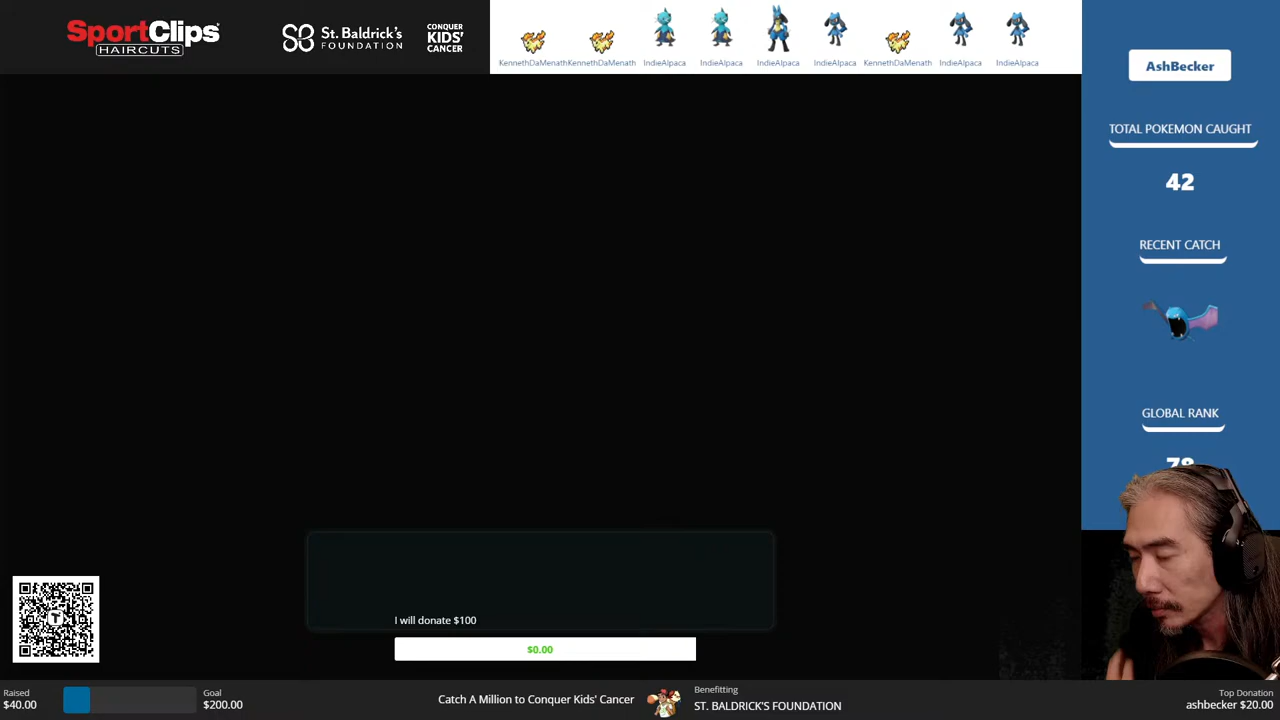 SportClips
HAIRCUTS
St. Baldrick's
FOUNDATION
CONQUER
KIDS'
CANCER
KennethDaMenath
KennethDaMenath
IndieAlpaca
IndieAlpaca
IndieAlpaca
IndieAlpaca
KennethDaMenath
IndieAlpaca
IndieAlpaca
AshBecker
TOTAL POKEMON CAUGHT
42
RECENT CATCH
GLOBAL RANK
78
I will donate $100
$0.00
Raised
$40.00
Goal
$200.00
Catch A Million to Conquer Kids' Cancer
Benefitting
ST. BALDRICK'S FOUNDATION
Top Donation
ashbecker $20.00